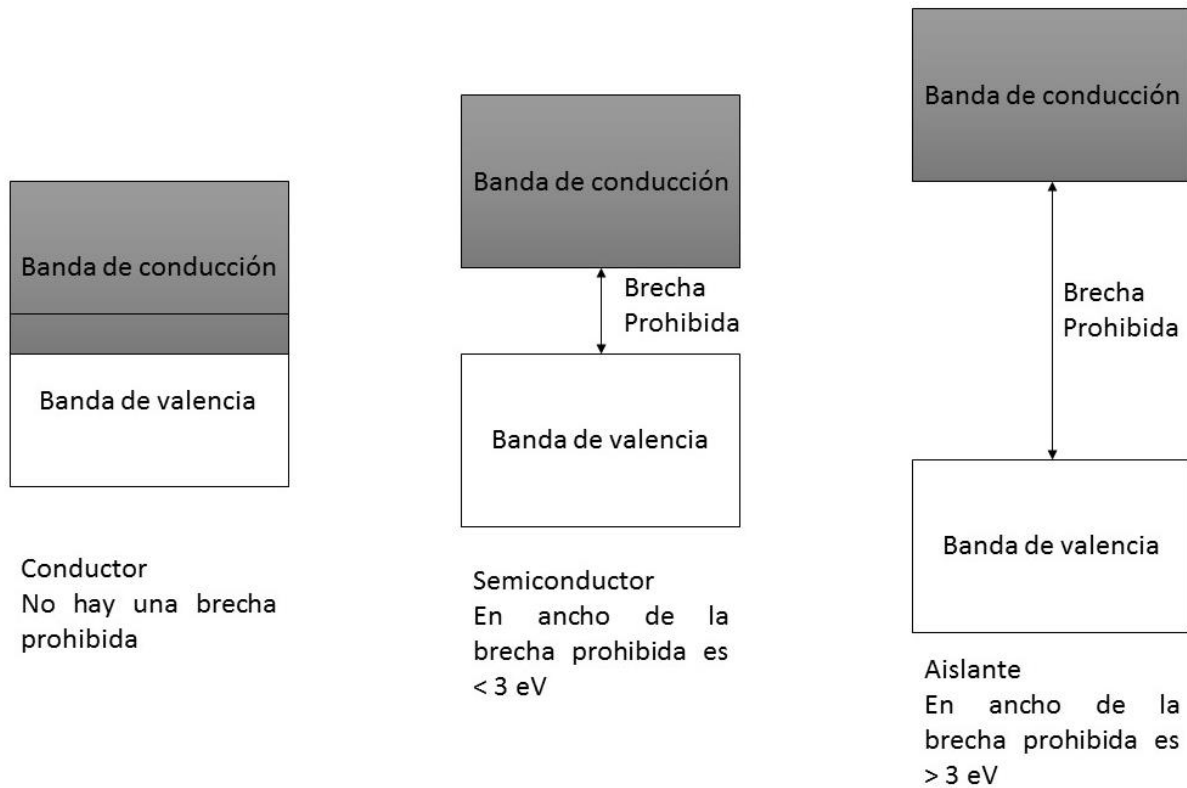 Banda de conducción
Banda de valencia
Conductor
No hay una brecha
prohibida
Banda de conducción
Brecha
Prohibida
Banda de valencia
Semiconductor
En ancho de la
brecha prohibida es
< 3 eV
Banda de conducción
Brecha
Prohibida
Banda de valencia
Aislante
En ancho de la
brecha prohibida es
> 3 eV